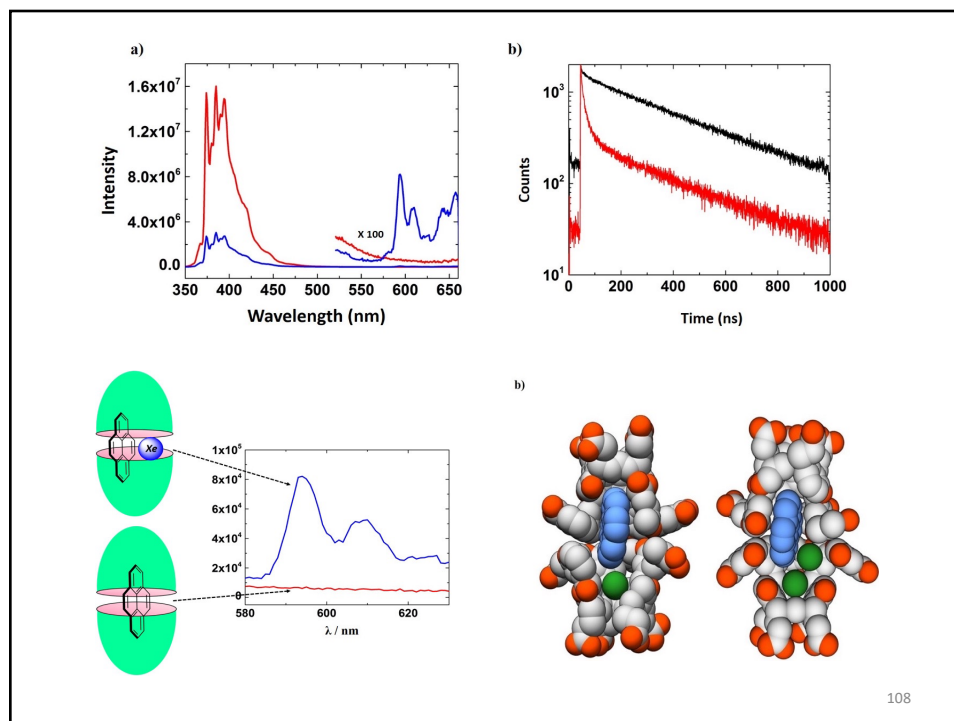 a)
Intensity
1.6x10⁷
1.2x10⁷
8.0x10⁶
4.0x10⁶
0.0
X 100
350 400 450 500 550 600 650
Wavelength (nm)
b)
Counts
10³
10²
10¹
0 200 400 600 800 1000
Time (ns)
Xe
1x10⁵
8x10⁴
6x10⁴
4x10⁴
2x10⁴
0
580 600 620
λ / nm
b)
108